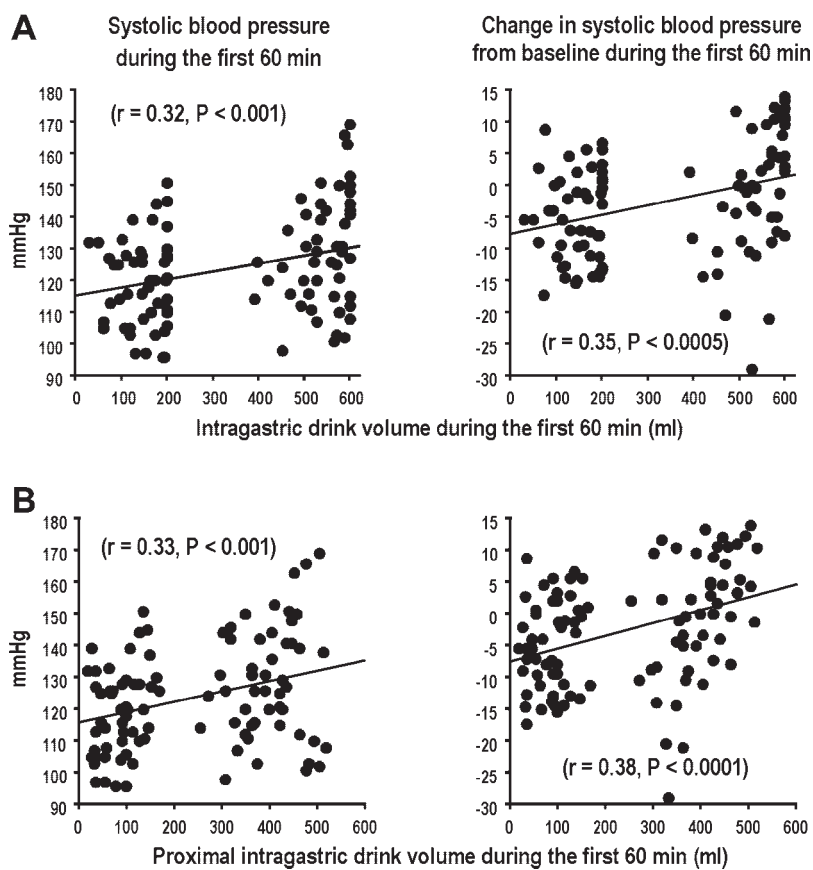 A
Systolic blood pressure
during the first 60 min
Change in systolic blood pressure
from baseline during the first 60 min
180
170
160
150
140
130
120
110
100
90
mmHg
(r = 0.32, P < 0.001)
0 100 200 300 400 500 600
15
10
5
0
-5
-10
-15
-20
-25
-30
(r = 0.35, P < 0.0005)
0 100 200 300 400 500 600
Intragastric drink volume during the first 60 min (ml)
B
180
170
160
150
140
130
120
110
100
90
mmHg
(r = 0.33, P < 0.001)
0 100 200 300 400 500 600
15
10
5
0
-5
-10
-15
-20
-25
-30
(r = 0.38, P < 0.0001)
0 100 200 300 400 500 600
Proximal intragastric drink volume during the first 60 min (ml)